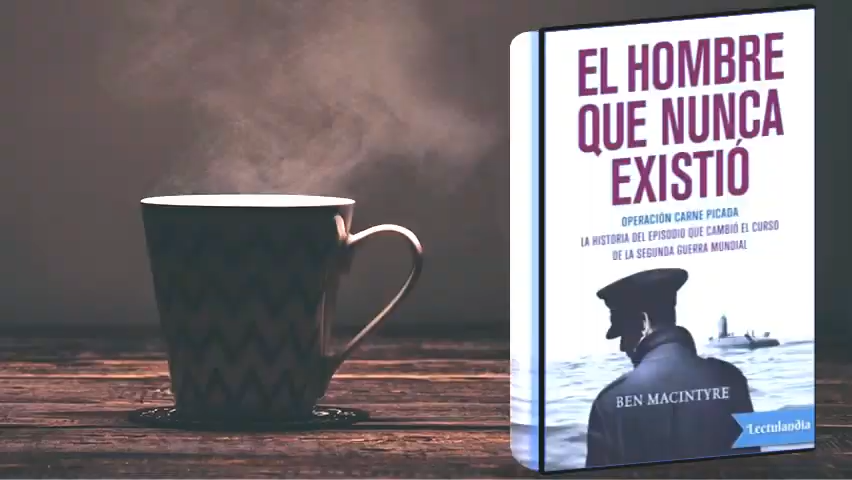 EL HOMBRE
QUE NUNCA
EXISTIÓ
OPERACIÓN CARNE PICADA
LA HISTORIA DEL EPISODIO QUE CAMBIÓ EL CURSO
DE LA SEGUNDA GUERRA MUNDIAL
BEN MACINTYRE
Lectulandia